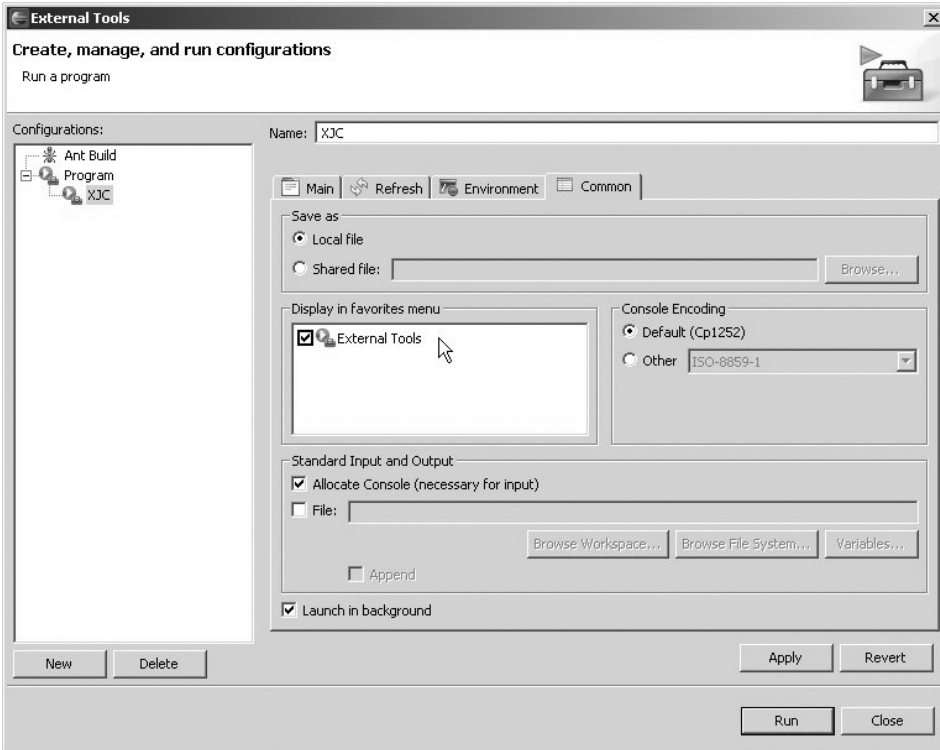 External Tools
Create, manage, and run configurations
Run a program
Configurations:
Ant Build
Program
XJC
New
Delete
Name: XJC
Main Refresh Environment Common
Save as
Local file
Shared file: Browse...
Display in favorites menu
External Tools
Console Encoding
Default (Cp1252)
Other ISO-8859-1
Standard Input and Output
Allocate Console (necessary for input)
File:
Browse Workspace... Browse File System... Variables...
Append
Launch in background
Apply Revert
Run Close